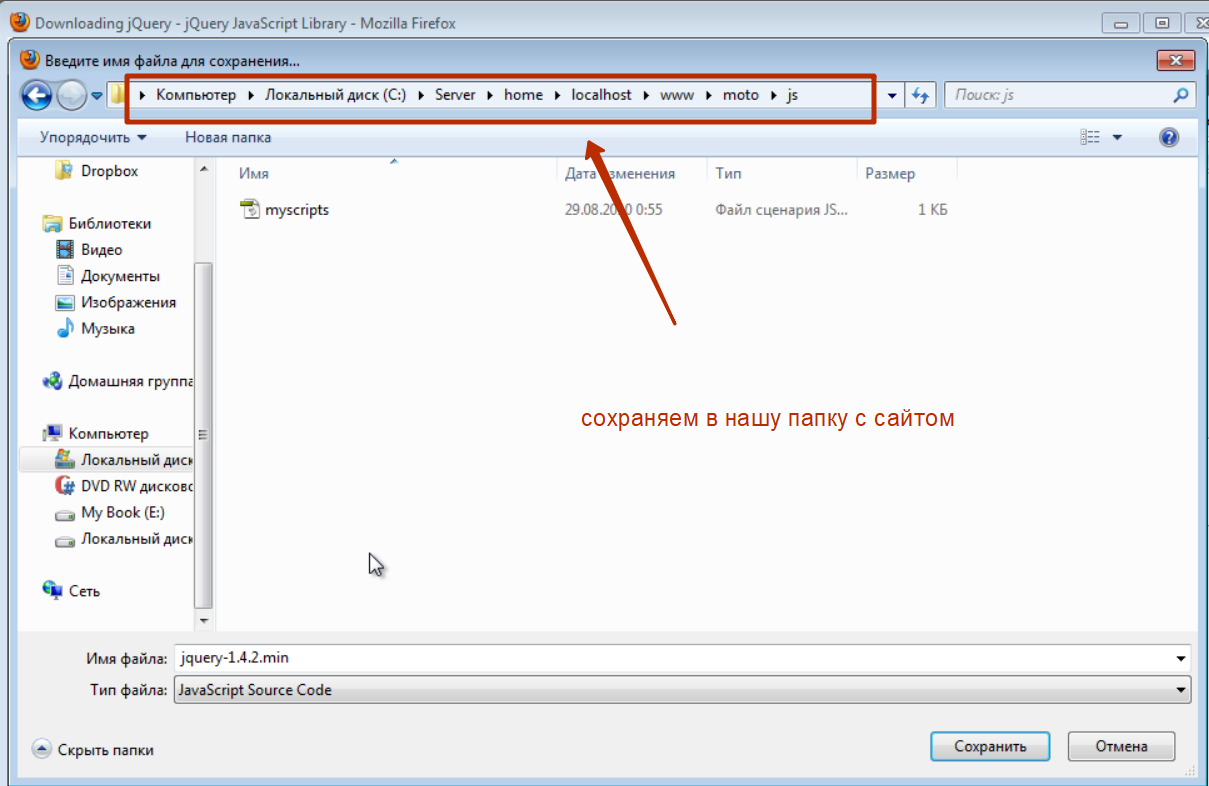 Downloading jQuery - jQuery JavaScript Library - Mozilla Firefox
Введите имя файла для сохранения...
Компьютер Локальный диск (C:) Server home localhost www moto js
Поиск: js
Упорядочить Новая папка
Имя Дата изменения Тип Размер
Dropbox
myscripts 29.08.2010 0:55 Файл сценария JS... 1 КБ
Библиотеки
Видео
Документы
Изображения
Музыка
Домашняя группа
сохраняем в нашу папку с сайтом
Компьютер
Локальный диск
DVD RW дисково
My Book (E:)
Локальный диск
Сеть
Имя файла: jquery-1.4.2.min
Тип файла: JavaScript Source Code
Скрыть папки
Сохранить Отмена